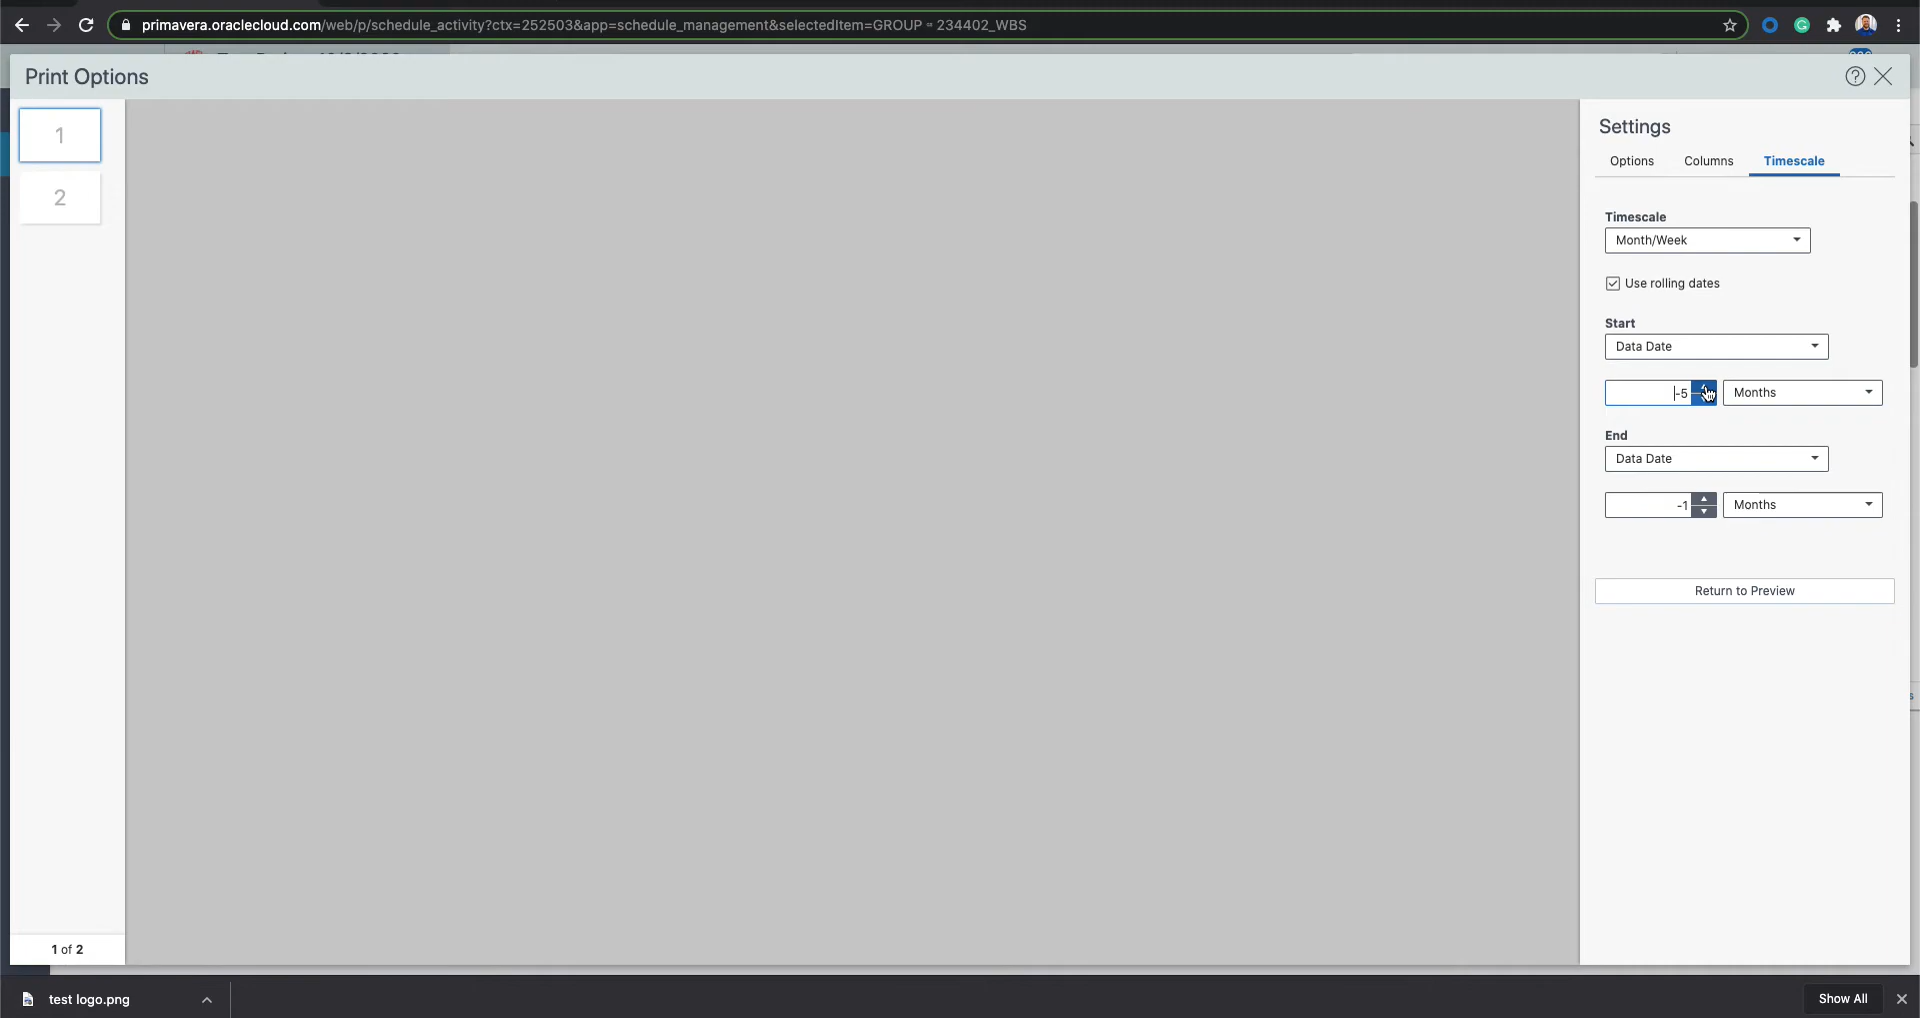 primavera.oraclecloud.com/web/p/schedule_activity?ctx=252503&app=schedule_management&selectedItem=GROUP - 234402_WBS
Print Options
1
2
1 of 2
Settings
Options Columns Timescale
Timescale
Month/Week
Use rolling dates
Start
Data Date
-5 Months
End
Data Date
-1 Months
Return to Preview
test logo.png
Show All